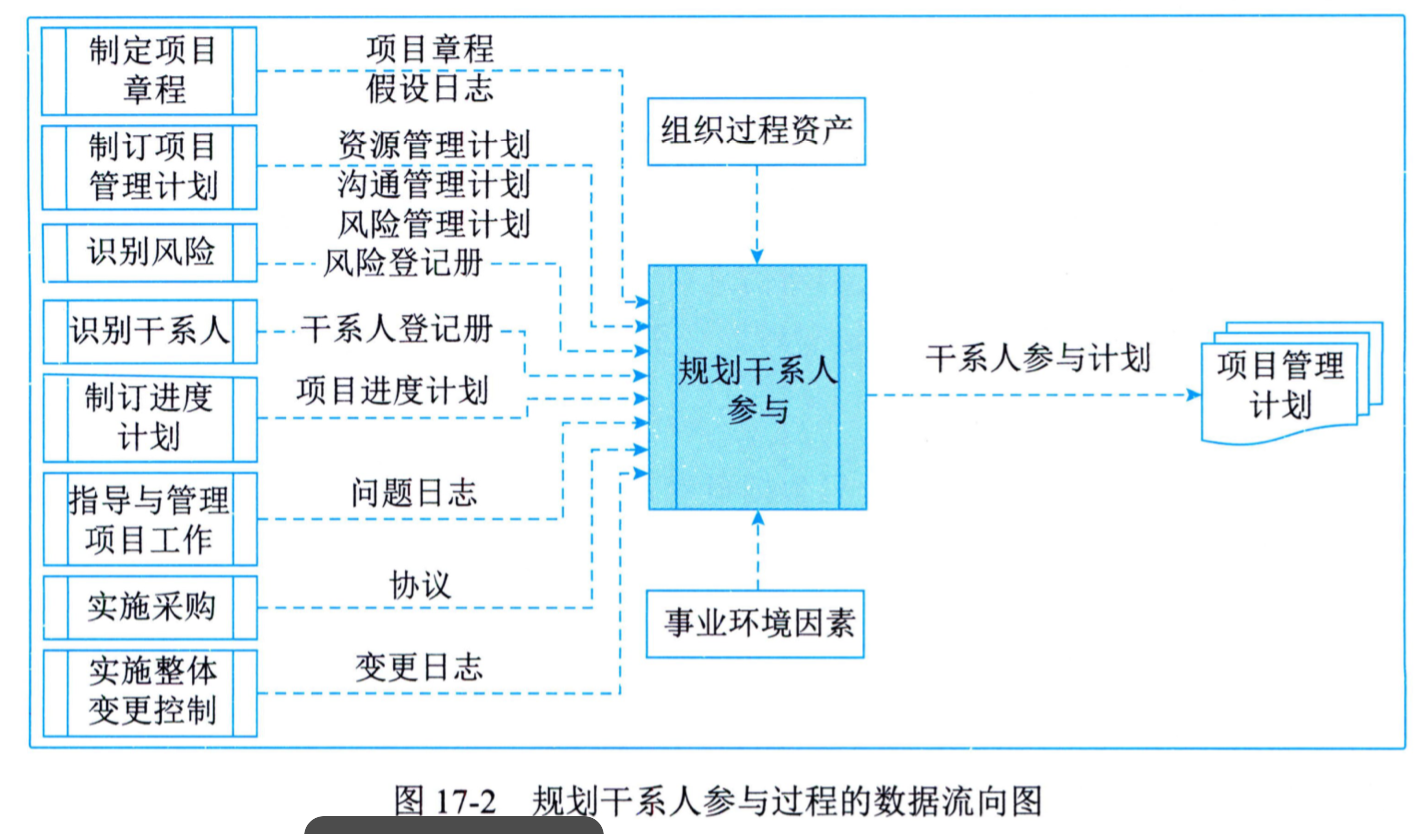 制定项目
章程
项目章程
假设日志
制订项目
管理计划
资源管理计划
沟通管理计划
风险管理计划
识别风险
风险登记册
识别干系人
干系人登记册
制订进度
计划
项目进度计划
指导与管理
项目工作
问题日志
实施采购
协议
实施整体
变更控制
变更日志
组织过程资产
规划干系人
参与
事业环境因素
干系人参与计划
项目管理
计划
图 17-2 规划干系人参与过程的数据流向图